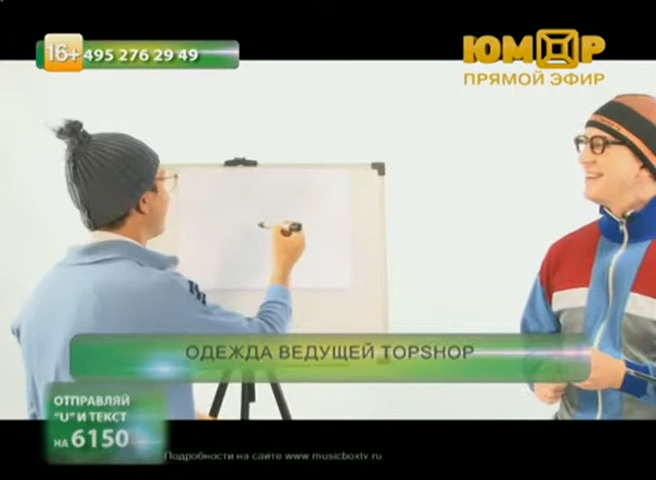 16+
495 276 29 49
ЮМОР
ПРЯМОЙ ЭФИР
ОДЕЖДА ВЕДУЩЕЙ TOPSHOP
ОТПРАВЛЯЙ
"U" И ТЕКСТ
НА 6150
Подробности на сайте www.musicboxtv.ru